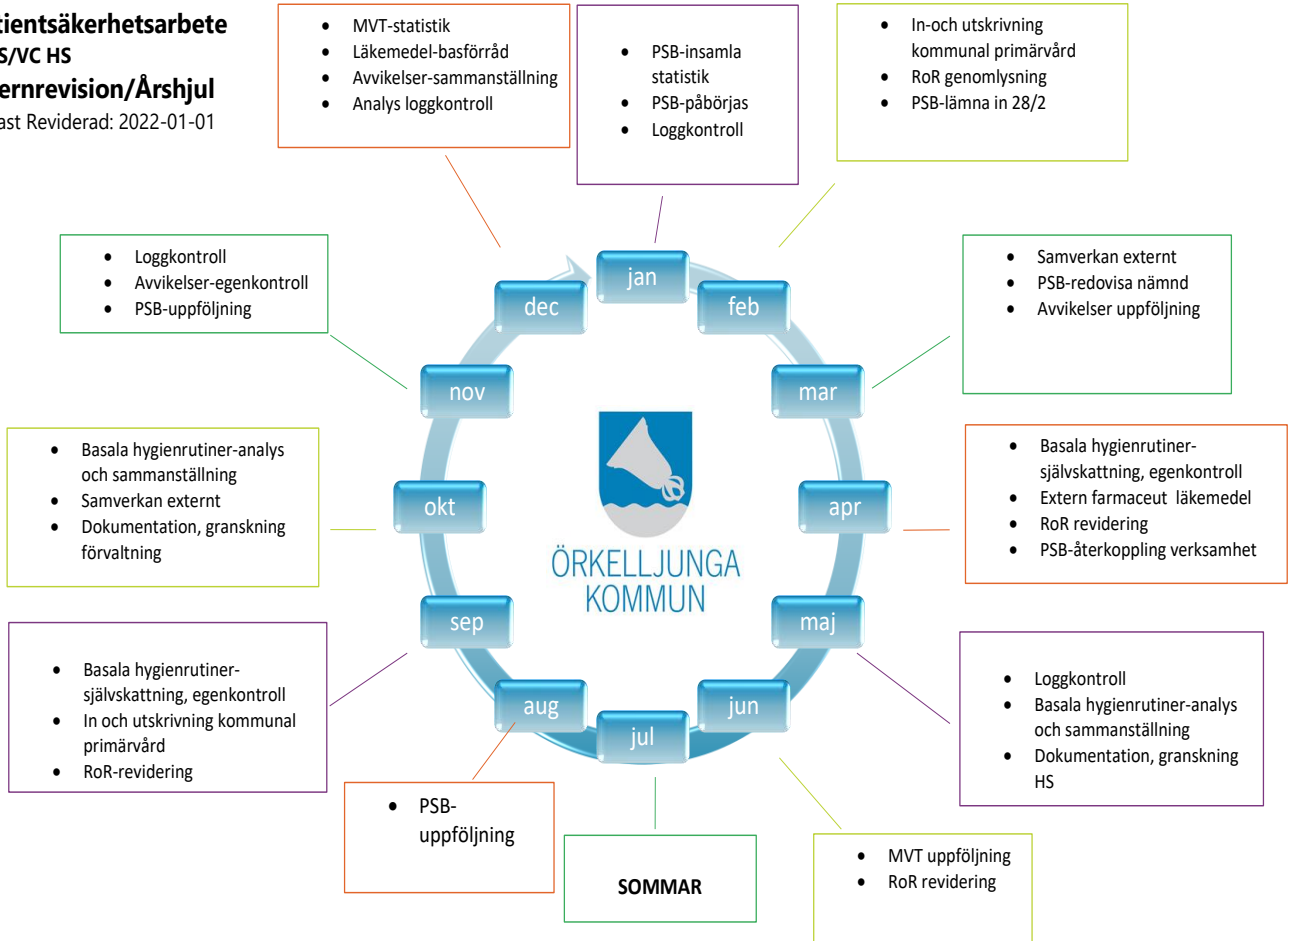 tientsäkerhetsarbete
S/VC HS
ernrevision/Årshjul
ast Reviderad: 2022-01-01
• MVT-statistik
• Läkemedel-basförråd
• Avvikelser-sammanställning
• Analys loggkontroll
• PSB-insamla
statistik
• PSB-påbörjas
• Loggkontroll
• In-och utskrivning
kommunal primärvård
• RoR genomlysning
• PSB-lämna in 28/2
• Loggkontroll
• Avvikelser-egenkontroll
• PSB-uppföljning
• Samverkan externt
• PSB-redovisa nämnd
• Avvikelser uppföljning
jan
feb
mar
apr
maj
jun
jul
aug
sep
okt
nov
dec
ÖRKELLJUNGA
KOMMUN
• Basala hygienrutiner-analys
och sammanställning
• Samverkan externt
• Dokumentation, granskning
förvaltning
• Basala hygienrutiner-
självskattning, egenkontroll
• Extern farmaceut läkemedel
• RoR revidering
• PSB-återkoppling verksamhet
• Basala hygienrutiner-
självskattning, egenkontroll
• In och utskrivning kommunal
primärvård
• RoR-revidering
• Loggkontroll
• Basala hygienrutiner-analys
och sammanställning
• Dokumentation, granskning
HS
• PSB-
uppföljning
SOMMAR
• MVT uppföljning
• RoR revidering